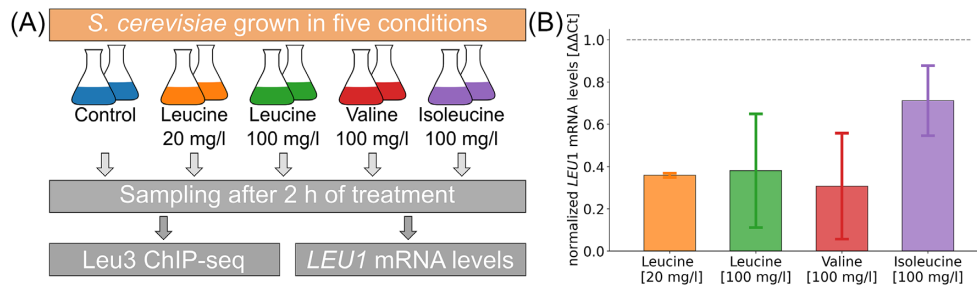 (A)
S. cerevisiae grown in five conditions
Control
Leucine
20 mg/l
Leucine
100 mg/l
Valine
100 mg/l
Isoleucine
100 mg/l
Sampling after 2 h of treatment
Leu3 ChIP-seq
LEU1 mRNA levels
(B)
normalized LEU1 mRNA levels [ΔΔCt]
1.0
0.8
0.6
0.4
0.2
0.0
Leucine
[20 mg/l]
Leucine
[100 mg/l]
Valine
[100 mg/l]
Isoleucine
[100 mg/l]